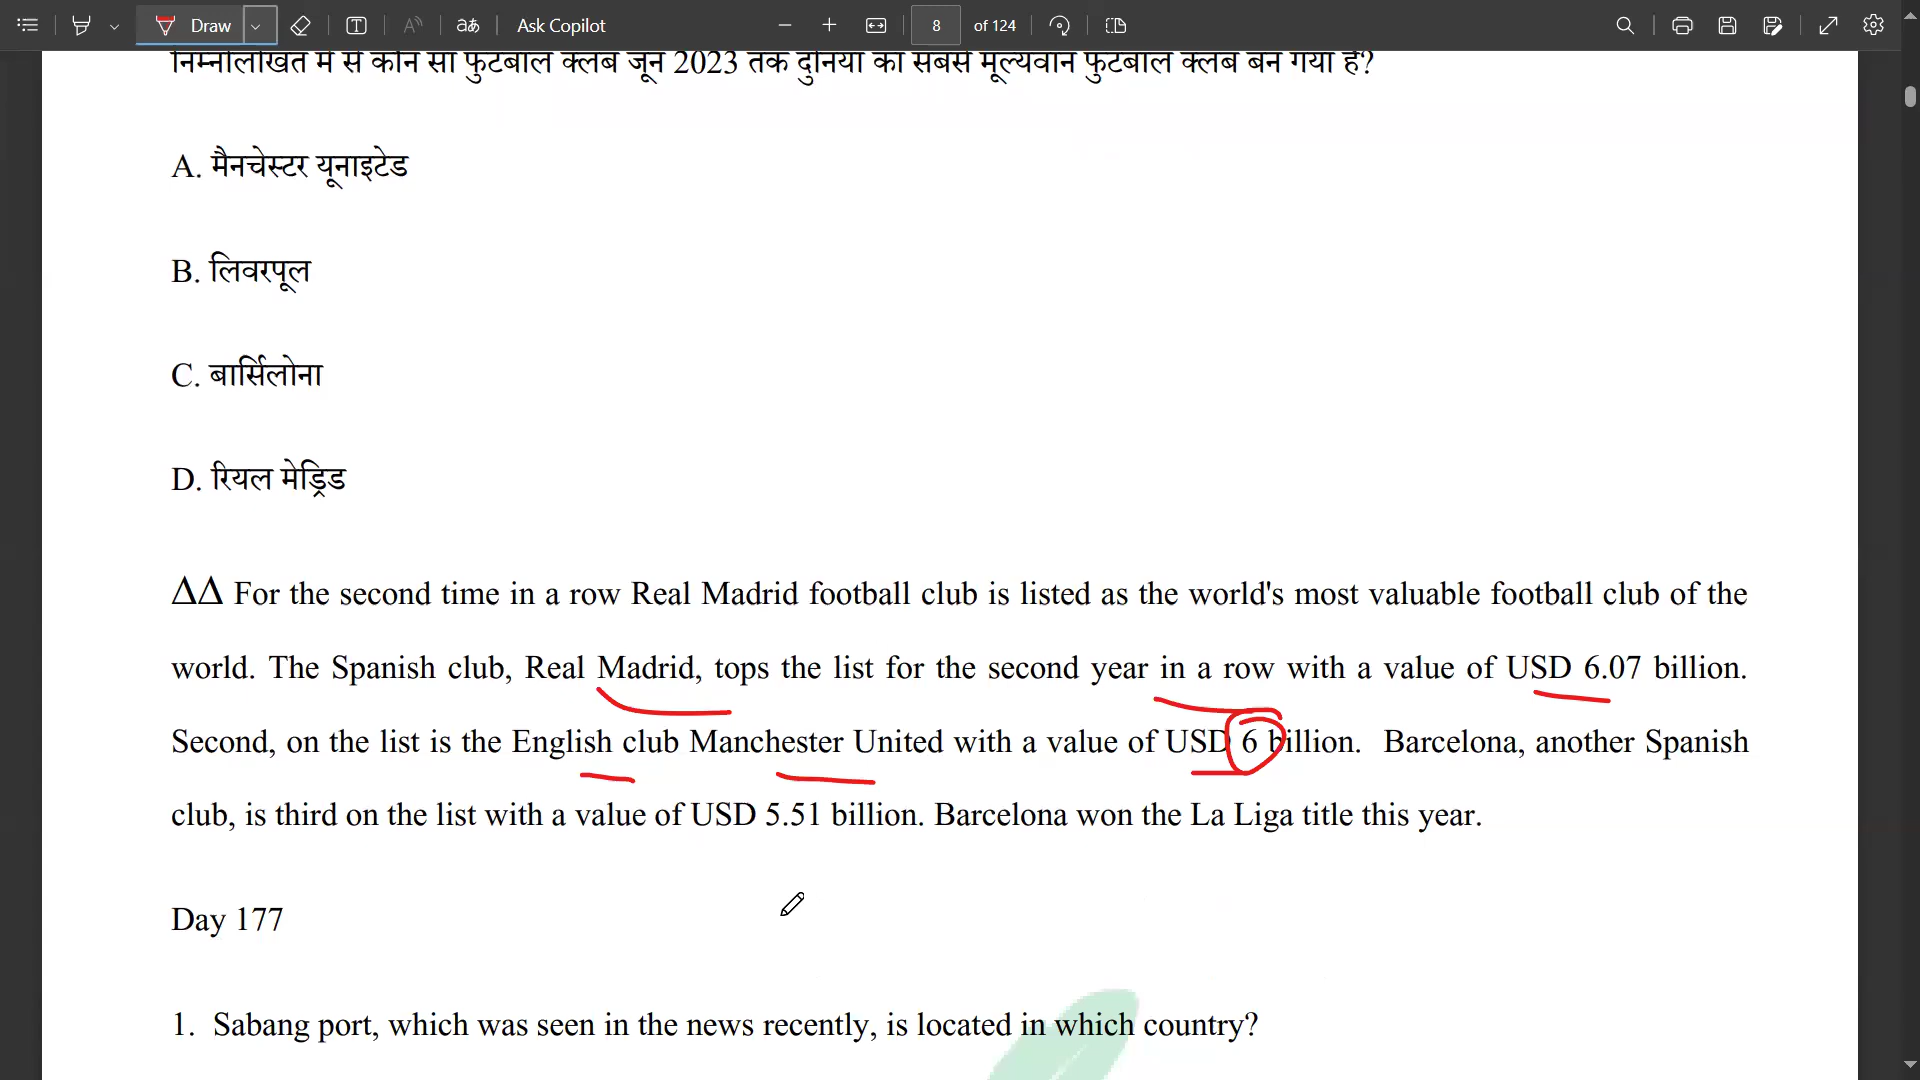 Draw
aあ
Ask Copilot
8
of 124
निम्नलिखित में से कौन सा फुटबॉल क्लब जून 2023 तक दुनिया का सबसे मूल्यवान फुटबॉल क्लब बन गया है?
A. मैनचेस्टर यूनाइटेड
B. लिवरपूल
C. बार्सिलोना
D. रियल मेड्रिड
ΔΔ For the second time in a row Real Madrid football club is listed as the world's most valuable football club of the
world. The Spanish club, Real Madrid, tops the list for the second year in a row with a value of USD 6.07 billion.
Second, on the list is the English club Manchester United with a value of USD 6 billion. Barcelona, another Spanish
club, is third on the list with a value of USD 5.51 billion. Barcelona won the La Liga title this year.
Day 177
1. Sabang port, which was seen in the news recently, is located in which country?